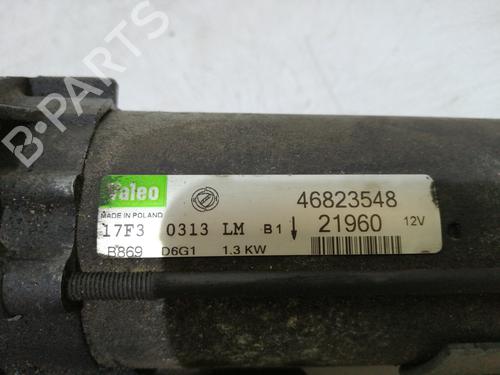 B-PARTS
Valeo
MADE IN POLAND
46823548
17F3 0313 LM B1 21960 12V
B869 D6G1 1.3 KW